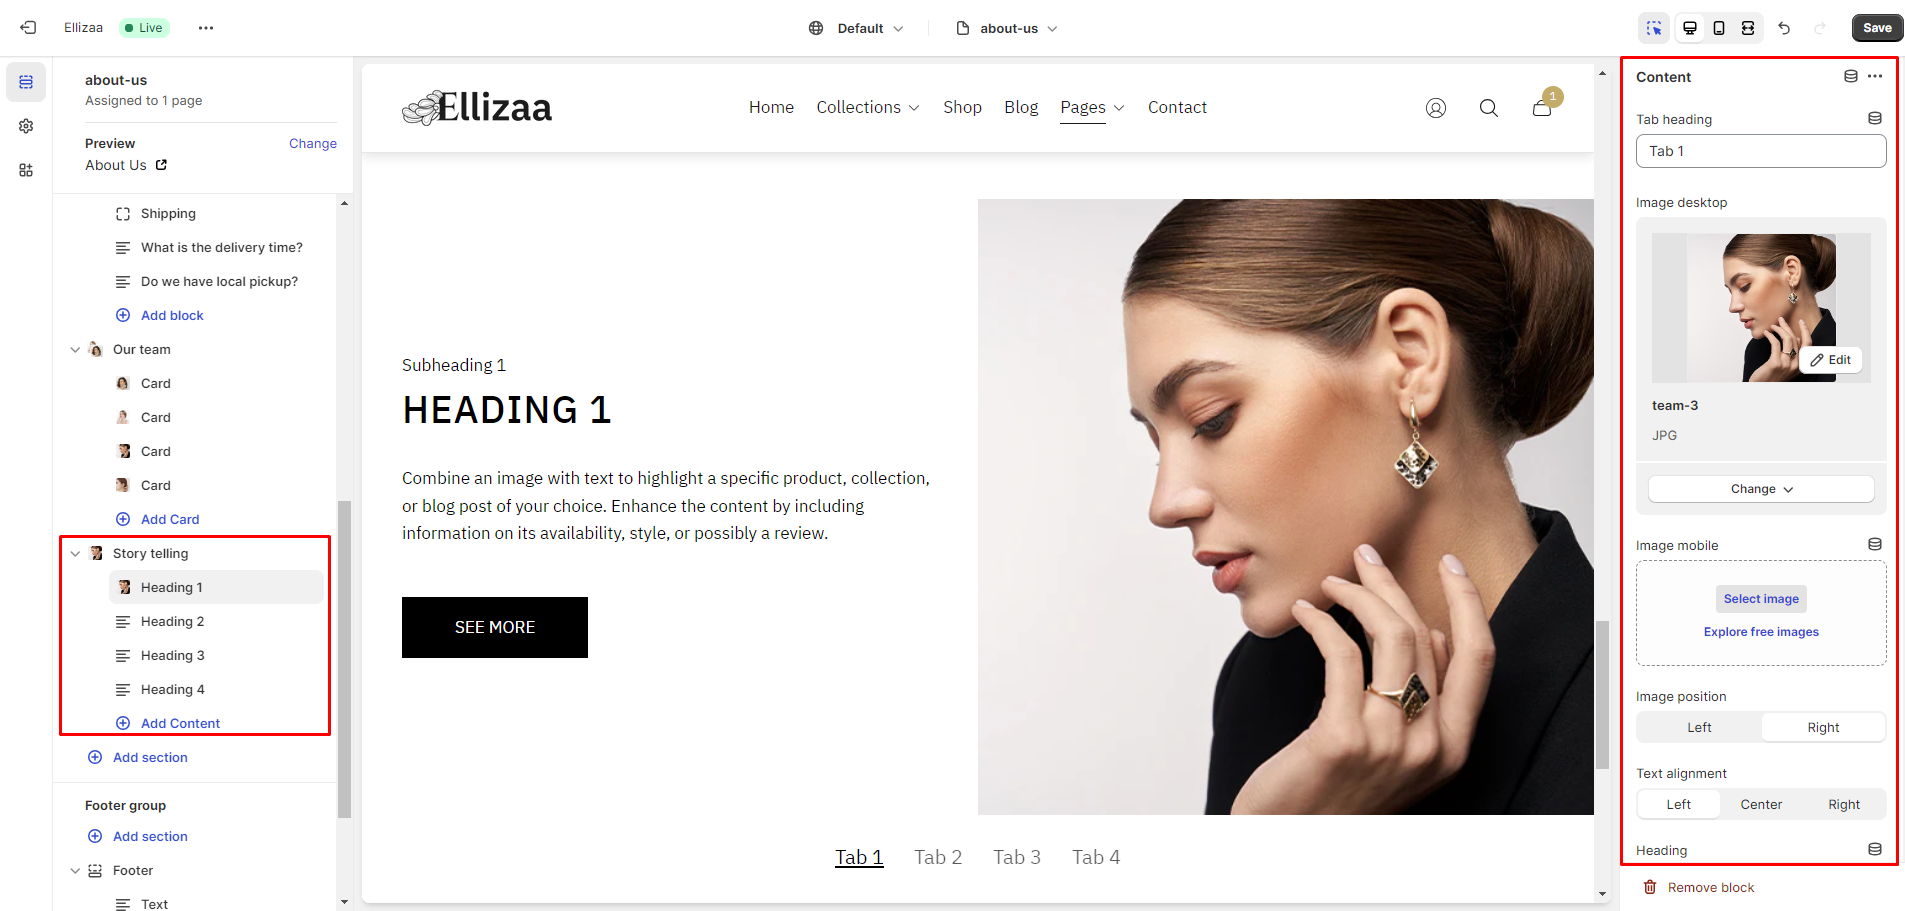 Ellizaa
Live
Default
about-us
Save
about-us
Assigned to 1 page
Preview
Change
About Us
Shipping
What is the delivery time?
Do we have local pickup?
Add block
Our team
Card
Card
Card
Card
Add Card
Story telling
Heading 1
Heading 2
Heading 3
Heading 4
Add Content
Add section
Footer group
Add section
Footer
Text
Ellizaa
Home
Collections
Shop
Blog
Pages
Contact
1
Subheading 1
HEADING 1
Combine an image with text to highlight a specific product, collection,
or blog post of your choice. Enhance the content by including
information on its availability, style, or possibly a review.
SEE MORE
Tab 1
Tab 2
Tab 3
Tab 4
Content
Tab heading
Tab 1
Image desktop
Edit
team-3
JPG
Change
Image mobile
Select image
Explore free images
Image position
Left
Right
Text alignment
Left
Center
Right
Heading
Remove block